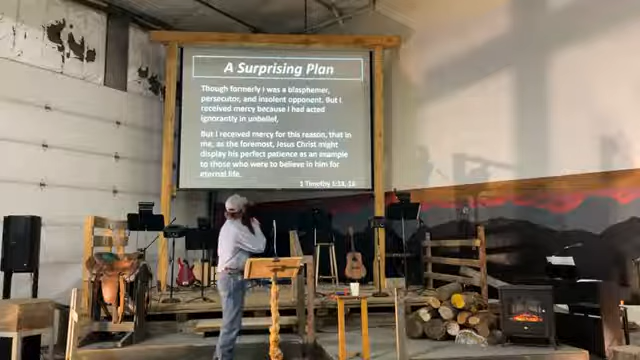 A Surprising Plan
Though formerly I was a blasphemer,
persecutor, and insolent opponent. But I
received mercy because I had acted
ignorantly in unbelief,
But I received mercy for this reason, that in
me, as the foremost, Jesus Christ might
display his perfect patience as an example
to those who were to believe in him for
eternal life.
1 Timothy 1:13, 16